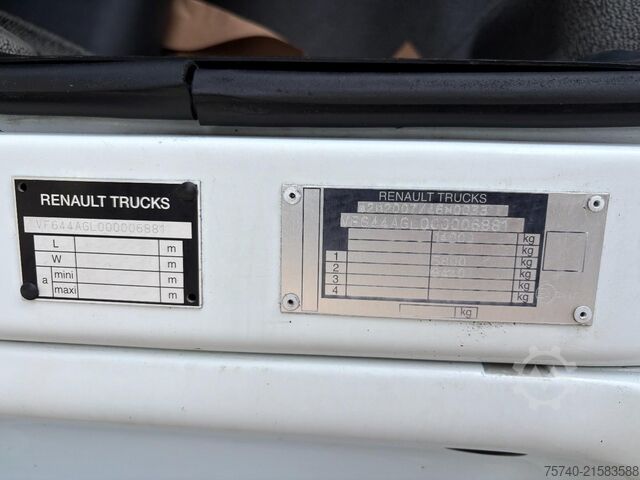 RENAULT TRUCKS
VF644AGL000006881
L m
W m
a mini m
maxi m
RENAULT TRUCKS
VF644AGL000006881
kg
kg
1 kg
2 kg
3 kg
4 kg
kg
75740-21583588